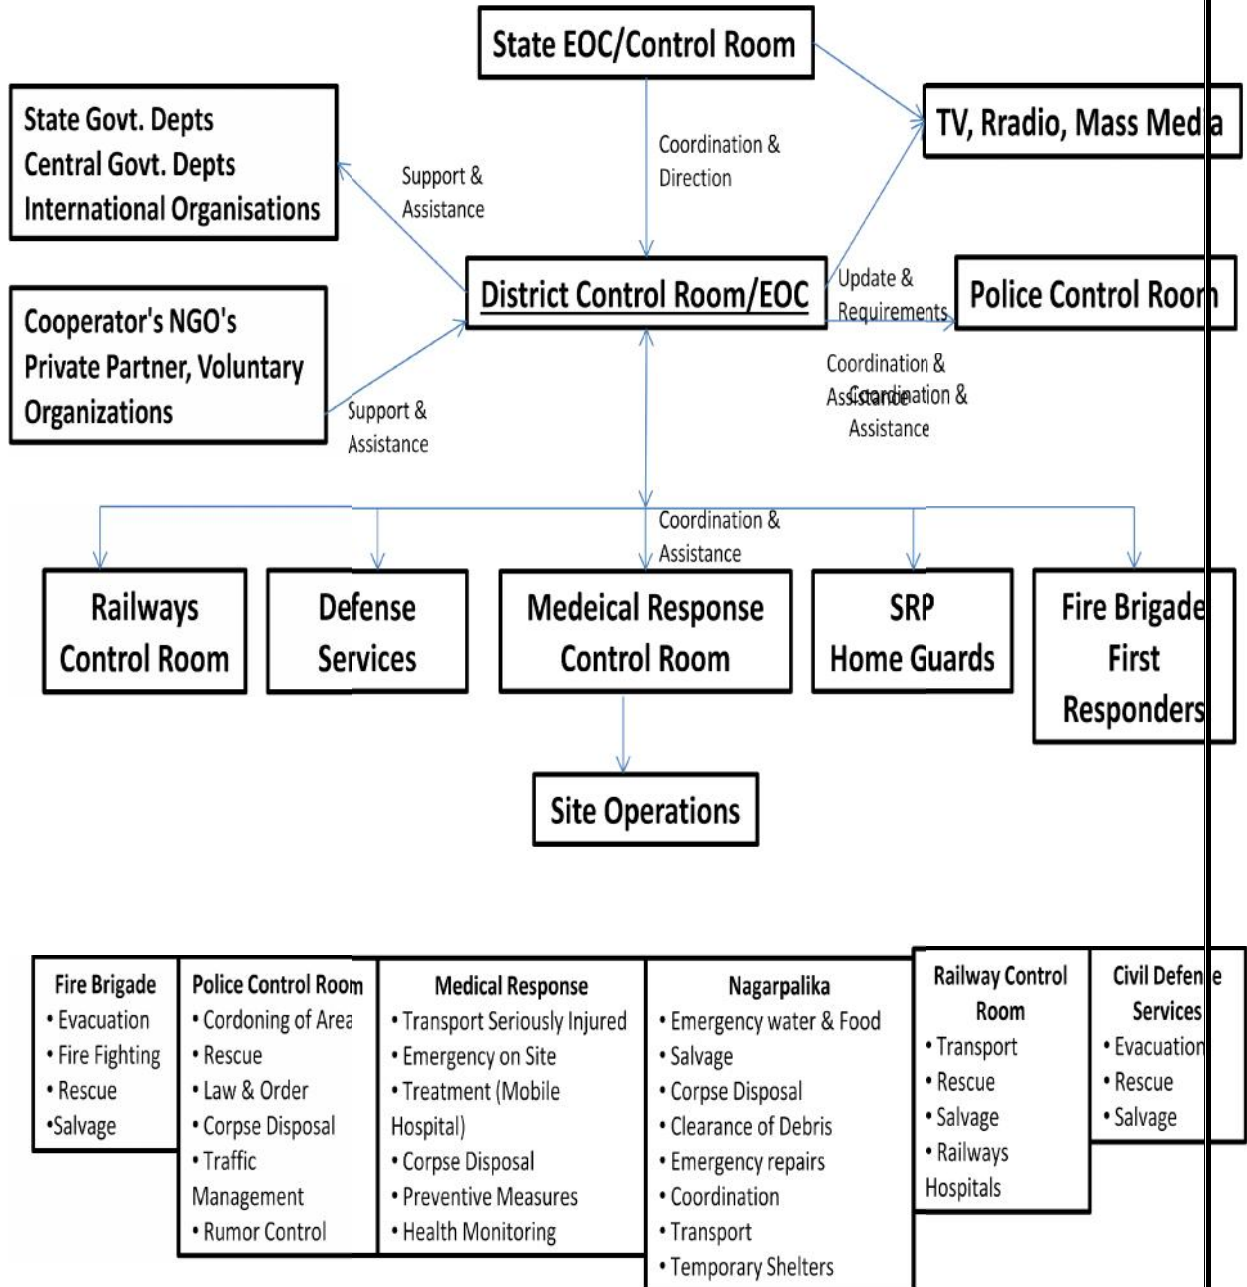 State EOC/Control Room
State Govt. Depts
Central Govt. Depts
International Organisations
TV, Rradio, Mass Media
Coordination &
Direction
Support &
Assistance
District Control Room/EOC
Update &
Requirements
Police Control Room
Cooperator's NGO's
Private Partner, Voluntary
Organizations
Support &
Assistance
Coordination &
Assistance
Coordination &
Assistance
Coordination &
Assistance
Railways
Control Room
Defense
Services
Medeical Response
Control Room
SRP
Home Guards
Fire Brigade
First
Responders
Site Operations
Fire Brigade
• Evacuation
• Fire Fighting
• Rescue
•Salvage
Police Control Room
• Cordoning of Area
• Rescue
• Law & Order
• Corpse Disposal
• Traffic
Management
• Rumor Control
Medical Response
• Transport Seriously Injured
• Emergency on Site
• Treatment (Mobile
Hospital)
• Corpse Disposal
• Preventive Measures
• Health Monitoring
Nagarpalika
• Emergency water & Food
• Salvage
• Corpse Disposal
• Clearance of Debris
• Emergency repairs
• Coordination
• Transport
• Temporary Shelters
Railway Control
Room
• Transport
• Rescue
• Salvage
• Railways
Hospitals
Civil Defense
Services
• Evacuation
• Rescue
• Salvage